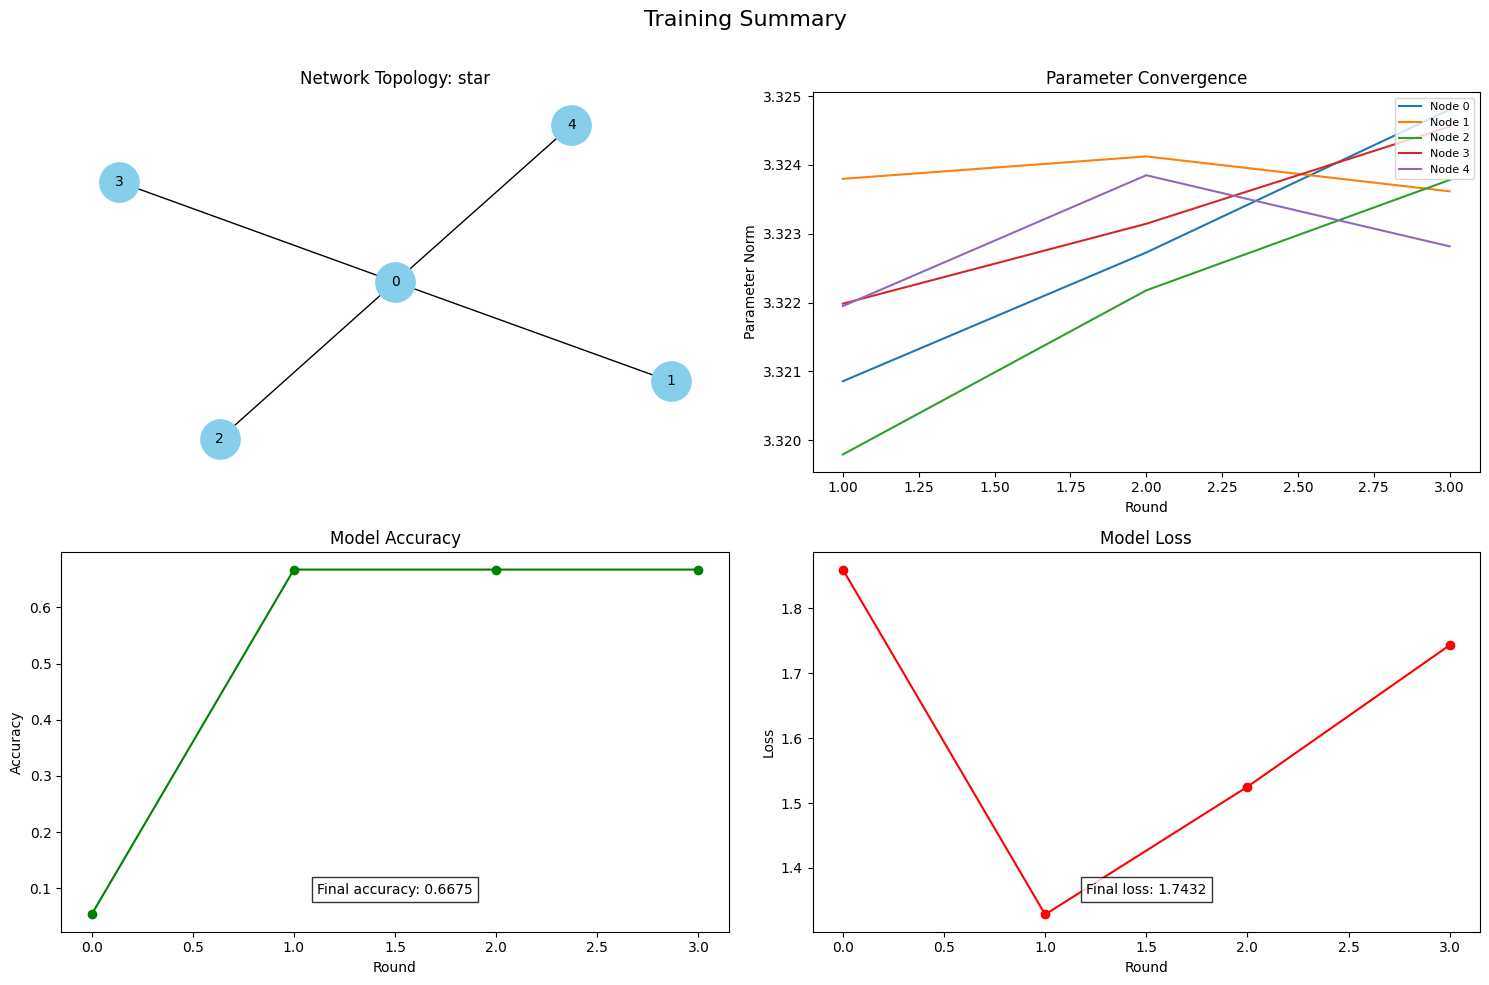 Training Summary
Network Topology: star
4
3
0
1
2
Parameter Convergence
Parameter Norm
3.325
3.324
3.323
3.322
3.321
3.320
Node 0
Node 1
Node 2
Node 3
Node 4
1.00 1.25 1.50 1.75 2.00 2.25 2.50 2.75 3.00
Round
Model Accuracy
Accuracy
0.6
0.5
0.4
0.3
0.2
0.1
Final accuracy: 0.6675
0.0 0.5 1.0 1.5 2.0 2.5 3.0
Round
Model Loss
Loss
1.8
1.7
1.6
1.5
1.4
Final loss: 1.7432
0.0 0.5 1.0 1.5 2.0 2.5 3.0
Round